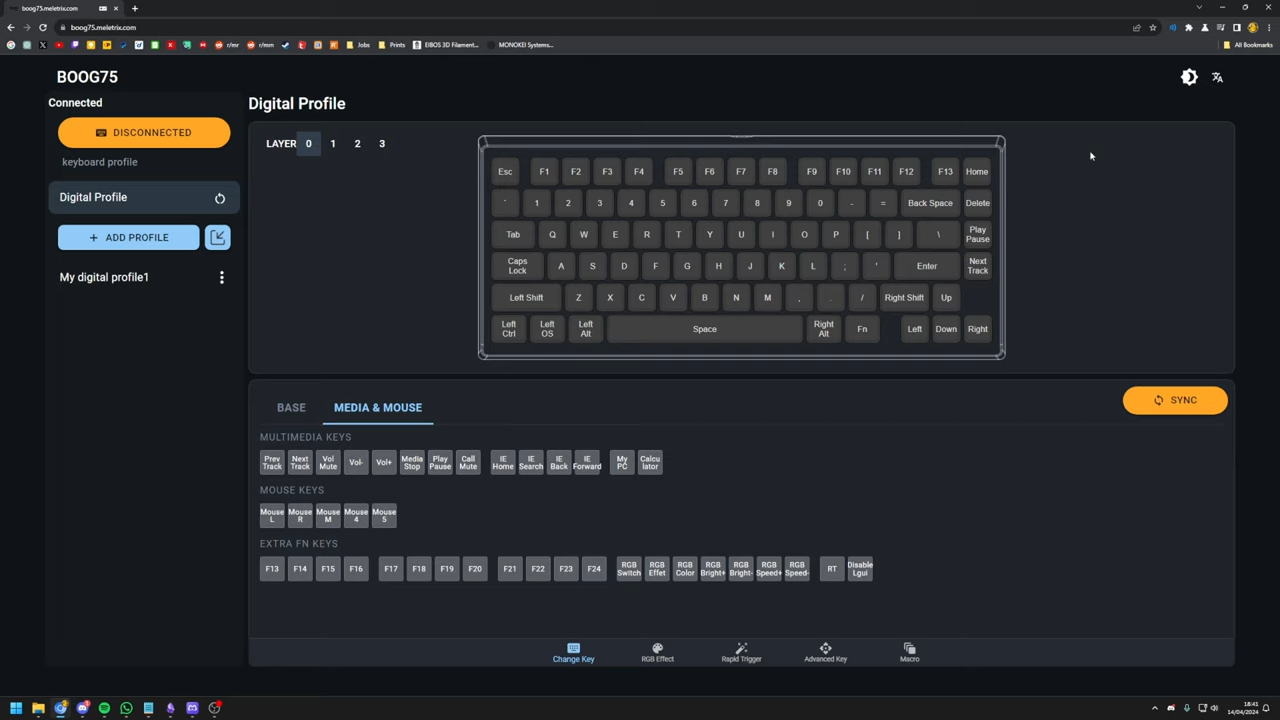 boog75.meletrix.com
boog75.meletrix.com
r/mr
r/mm
Jobs
Prints
EIBOS 3D Filament...
MONOKEI Systems...
All Bookmarks
BOOG75
Connected
DISCONNECTED
keyboard profile
Digital Profile
+ ADD PROFILE
My digital profile1
Digital Profile
LAYER 0 1 2 3
Esc F1 F2 F3 F4 F5 F6 F7 F8 F9 F10 F11 F12 F13 Home
` 1 2 3 4 5 6 7 8 9 0 - = Back Space Delete
Tab Q W E R T Y U I O P [ ] \ Play Pause
Caps Lock A S D F G H J K L ; ' Enter Next Track
Left Shift Z X C V B N M , . / Right Shift Up
Left Ctrl Left OS Left Alt Space Right Alt Fn Left Down Right
BASE MEDIA & MOUSE
SYNC
MULTIMEDIA KEYS
Prev Track Next Track Vol Mute Vol- Vol+ Media Stop Play Pause Call Mute IE Home IE Search IE Back IE Forward My PC Calcu lator
MOUSE KEYS
Mouse L Mouse R Mouse M Mouse 4 Mouse 5
EXTRA FN KEYS
F13 F14 F15 F16 F17 F18 F19 F20 F21 F22 F23 F24 RGB Switch RGB Effet RGB Color RGB Bright+ RGB Bright- RGB Speed+ RGB Speed- RT Disable Lgui
Change Key RGB Effect Rapid Trigger Advanced Key Macro
18:41
14/04/2024